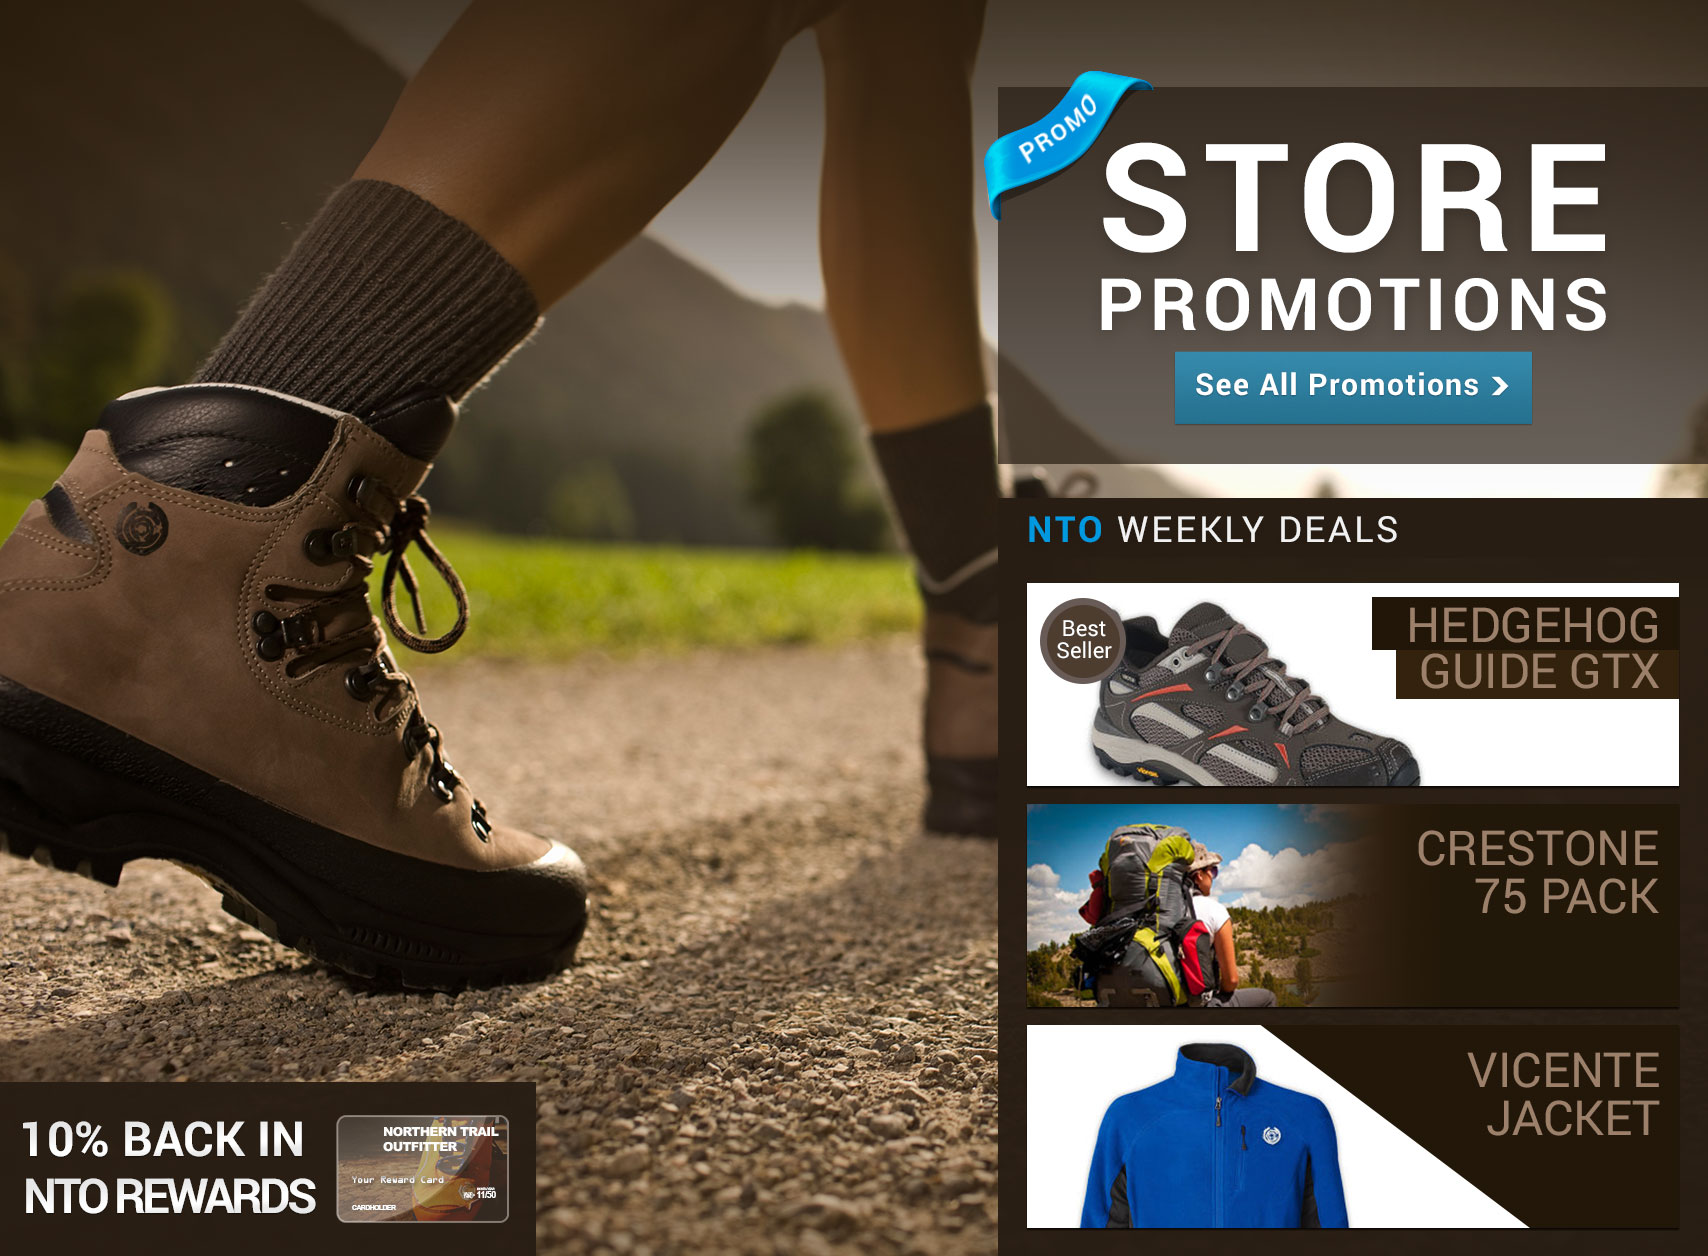 PROMO
STORE
PROMOTIONS
See All Promotions
NTO WEEKLY DEALS
Best
Seller
HEDGEHOG
GUIDE GTX
CRESTONE
75 PACK
VICENTE
JACKET
10% BACK IN
NTO REWARDS
NORTHERN TRAIL
OUTFITTER
Your Reward Card
11/50
CARDHOLDER